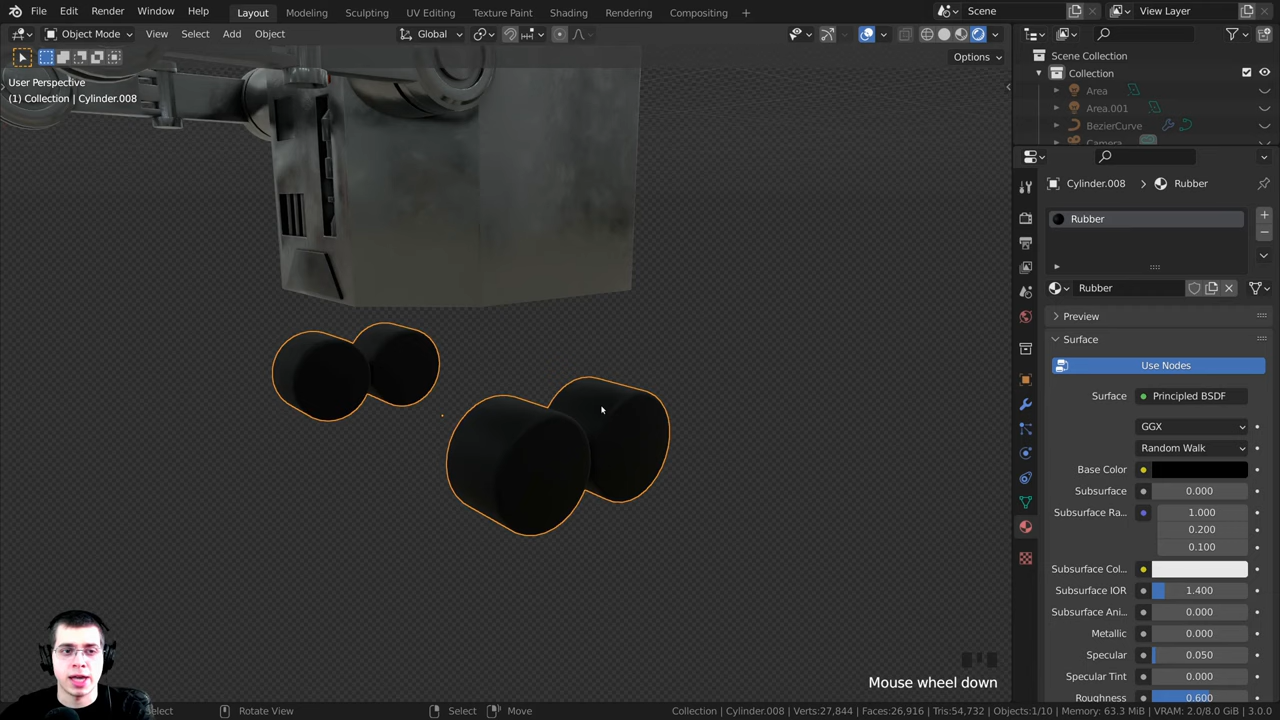 File Edit Render Window Help Layout Modeling Sculpting UV Editing Texture Paint Shading Rendering Compositing Scene View Layer
Object Mode View Select Add Object Global
Options
User Perspective
(1) Collection | Cylinder.008
Scene Collection
Collection
Area
Area.001
BezierCurve
Camera
Cylinder.008 > Rubber
Rubber
Rubber
Preview
Surface
Use Nodes
Surface Principled BSDF
GGX
Random Walk
Base Color
Subsurface 0.000
Subsurface Ra... 1.000
0.200
0.100
Subsurface Col...
Subsurface IOR 1.400
Subsurface Ani... 0.000
Metallic 0.000
Specular 0.050
Specular Tint 0.000
Roughness 0.600
Mouse wheel down
Select Rotate View Select Move Collection | Cylinder.008 | Verts:27,844 | Faces:26,916 | Tris:54,732 | Objects:1/10 | Memory: 63.3 MiB | VRAM: 2.0/8.0 GiB | 3.0.0